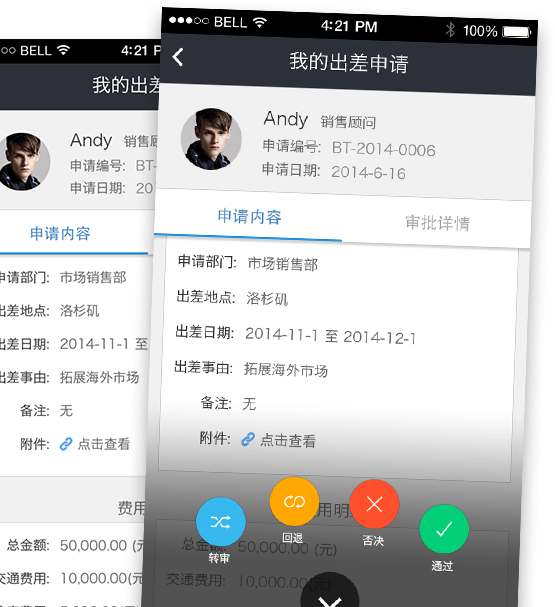 BELL 4:21 P
我的出差
Andy 销售顾
申请编号: BT-
申请日期: 20
申请内容
申请部门: 市场销售部
出差地点: 洛杉矶
出差日期: 2014-11-1 至
出差事由: 拓展海外市场
备注: 无
附件: 点击查看
费用
总金额: 50,000.00 (元
交通费用: 10,000.00(元
BELL 4:21 PM 100%
我的出差申请
Andy 销售顾问
申请编号: BT-2014-0006
申请日期: 2014-6-16
申请内容 审批详情
申请部门: 市场销售部
出差地点: 洛杉矶
出差日期: 2014-11-1 至 2014-12-1
出差事由: 拓展海外市场
备注: 无
附件: 点击查看
用明
转审 回退 否决 通过
总金额: 50,000.00 (元)
交通费用: 10,000.00(元)